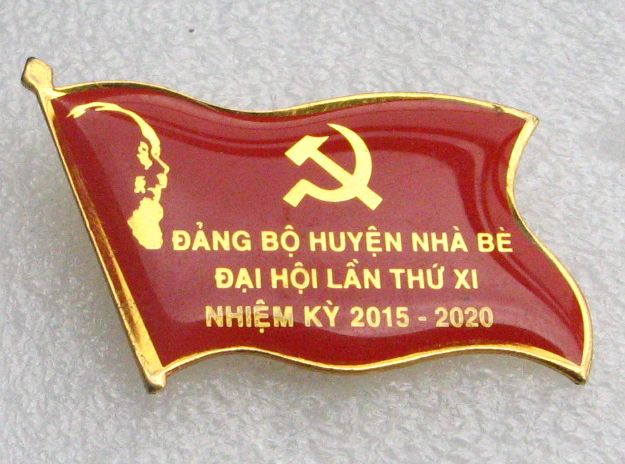 ĐẢNG BỘ HUYỆN NHÀ BÈ
ĐẠI HỘI LẦN THỨ XI
NHIỆM KỲ 2015 - 2020